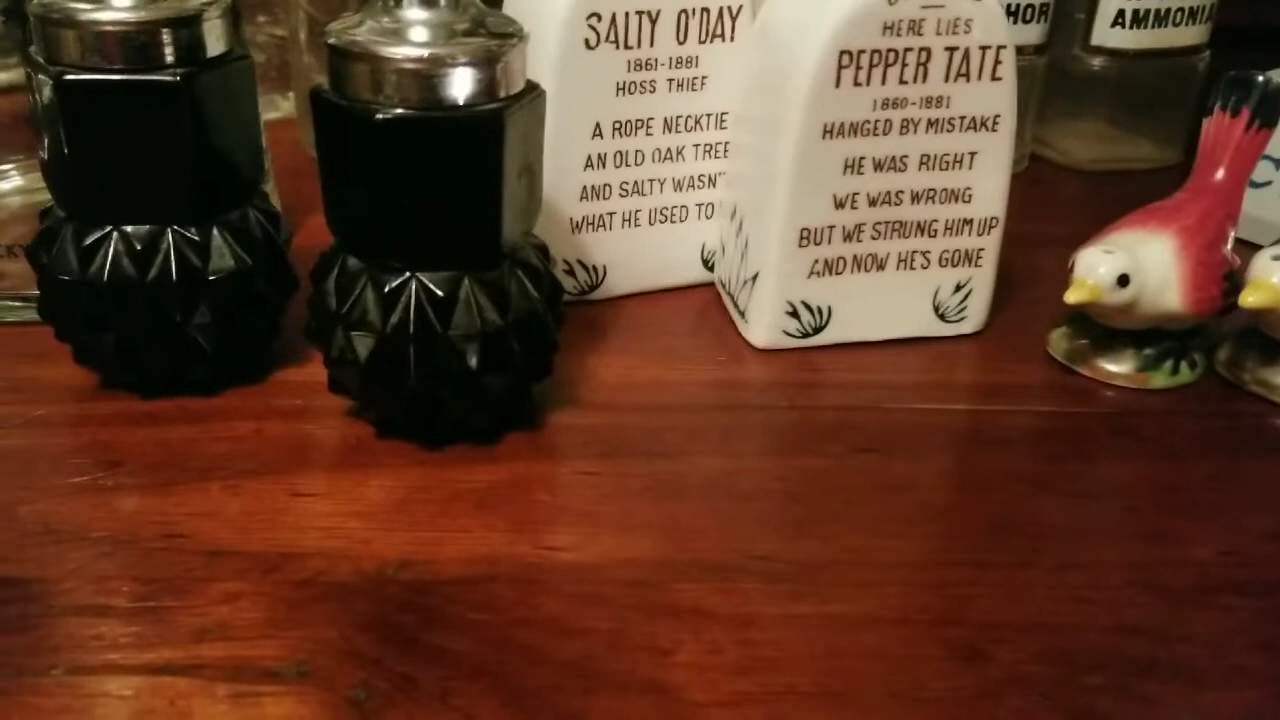 SALTY O'DAY
1861-1881
HOSS THIEF
A ROPE NECKTIE
AN OLD OAK TREE
AND SALTY WASN'
WHAT HE USED TO
HERE LIES
PEPPER TATE
1860-1881
HANGED BY MISTAKE
HE WAS RIGHT
WE WAS WRONG
BUT WE STRUNG HIM UP
AND NOW HE'S GONE
HOR
AMMONIA